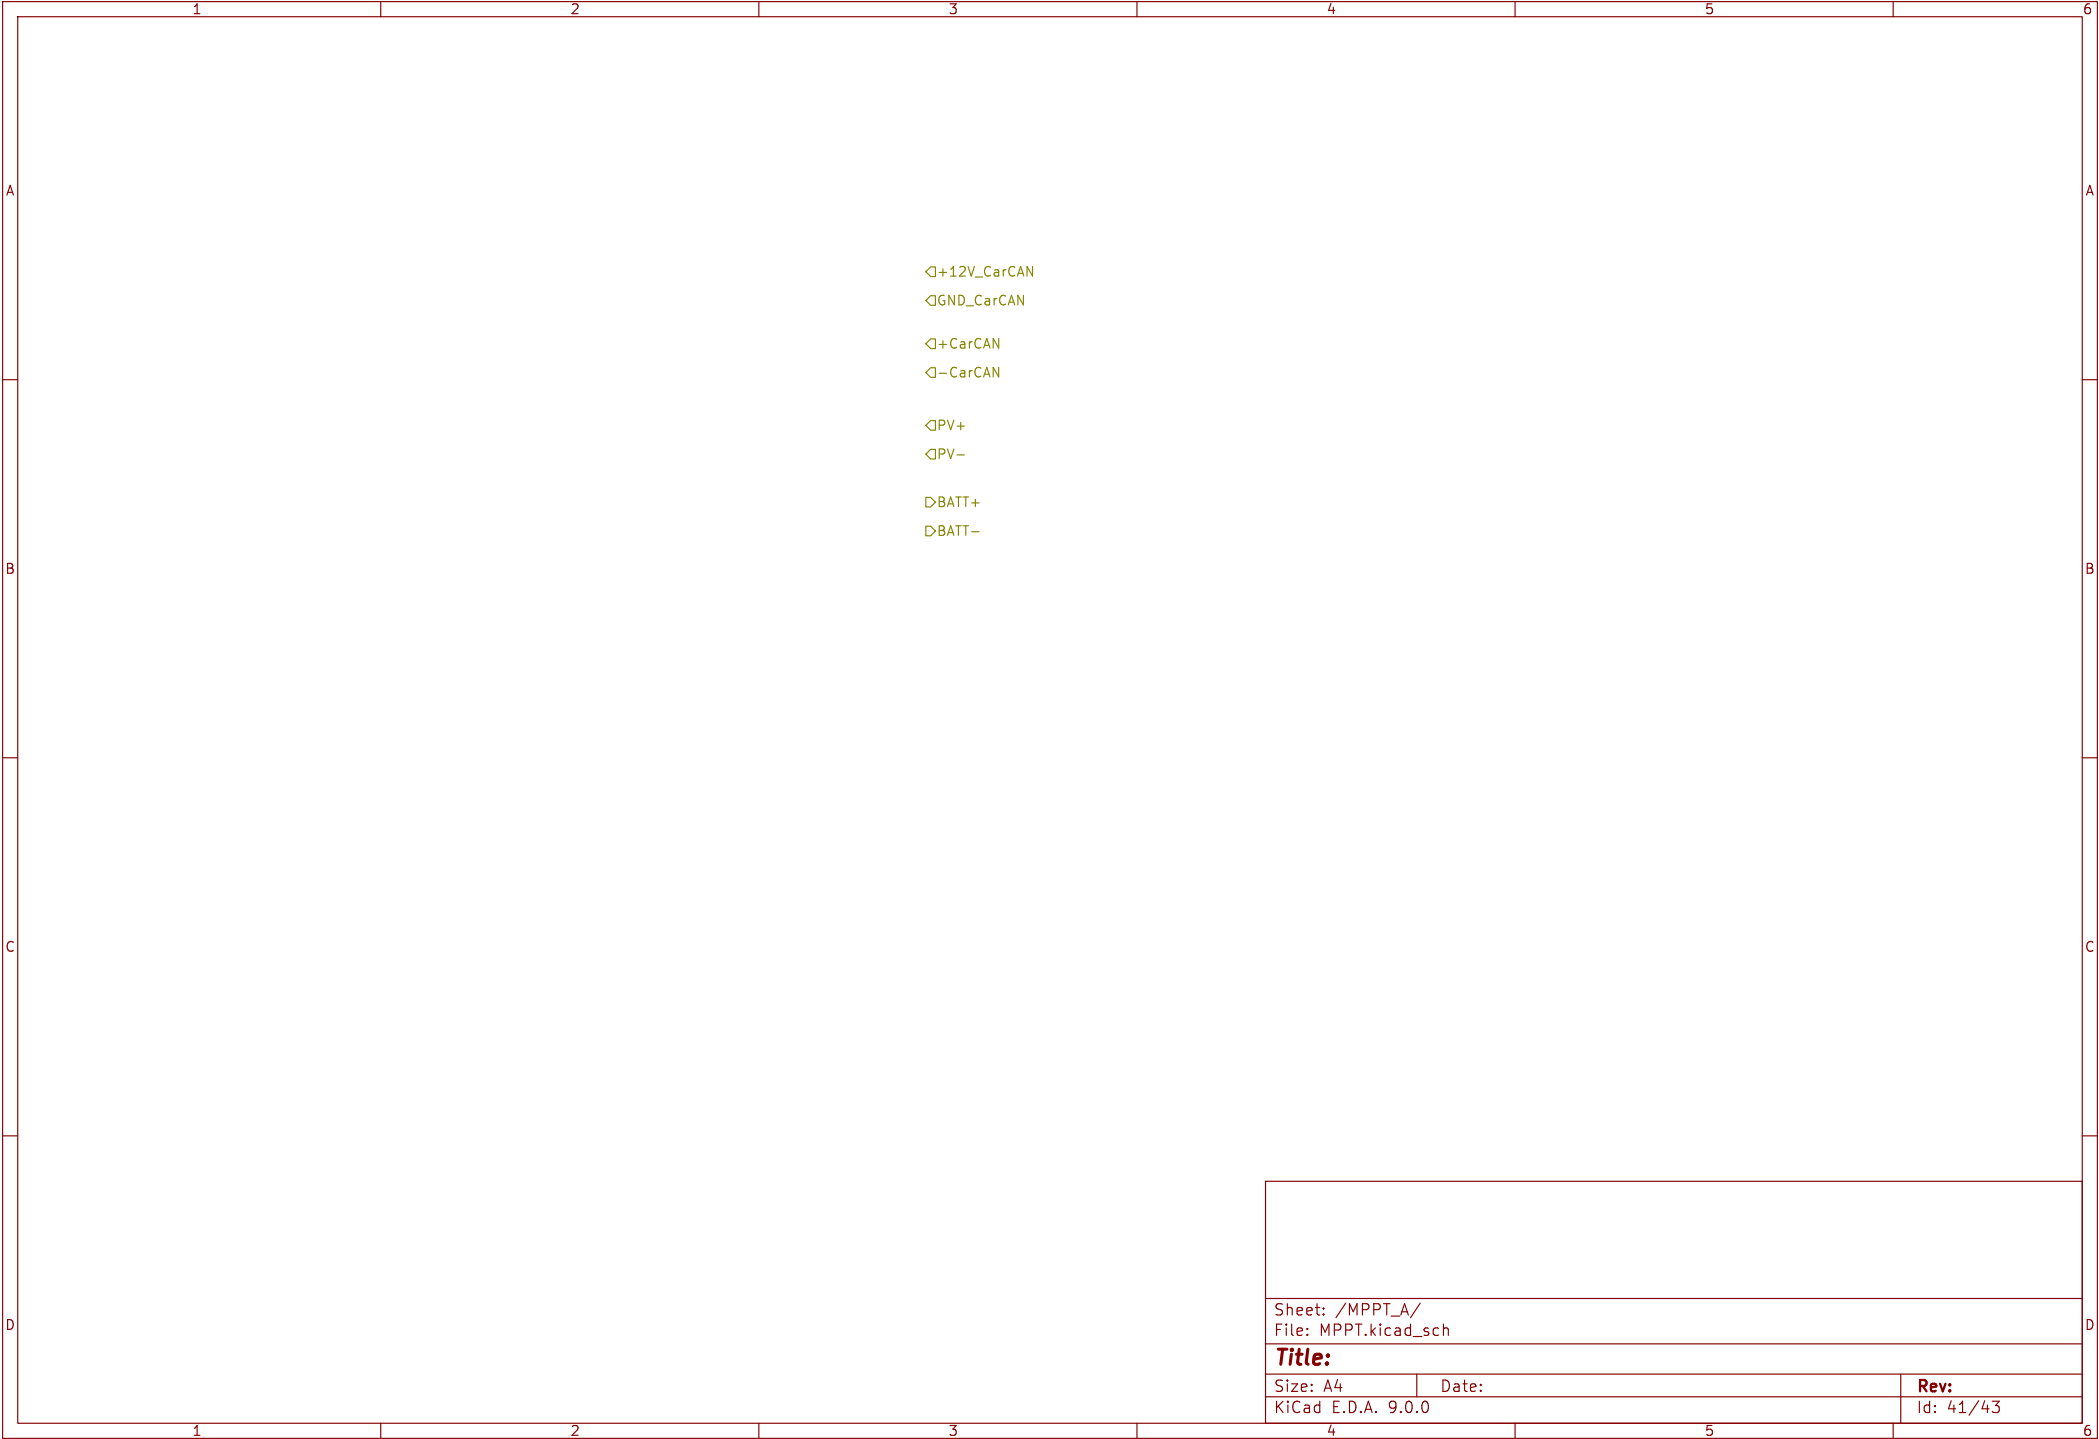 1 2 3 4 5 6
A A
+12V_CarCAN
GND_CarCAN
+CarCAN
-CarCAN
PV+
PV-
BATT+
BATT-
B B
C C
Sheet: /MPPT_A/
File: MPPT.kicad_sch
D D
Title:
Size: A4 Date: Rev:
KiCad E.D.A. 9.0.0 Id: 41/43
1 2 3 4 5 6